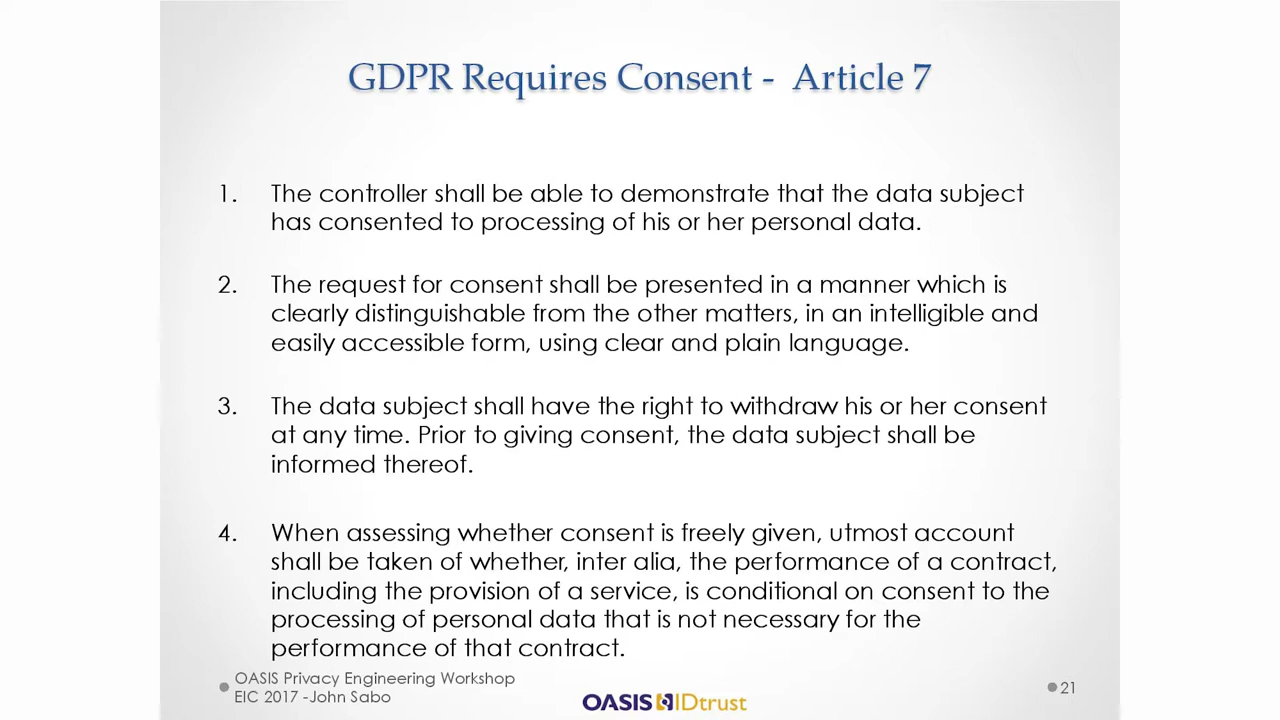 GDPR Requires Consent - Article 7
1. The controller shall be able to demonstrate that the data subject
has consented to processing of his or her personal data.
2. The request for consent shall be presented in a manner which is
clearly distinguishable from the other matters, in an intelligible and
easily accessible form, using clear and plain language.
3. The data subject shall have the right to withdraw his or her consent
at any time. Prior to giving consent, the data subject shall be
informed thereof.
4. When assessing whether consent is freely given, utmost account
shall be taken of whether, inter alia, the performance of a contract,
including the provision of a service, is conditional on consent to the
processing of personal data that is not necessary for the
performance of that contract.
OASIS Privacy Engineering Workshop
EIC 2017 -John Sabo
OASIS IDtrust
21